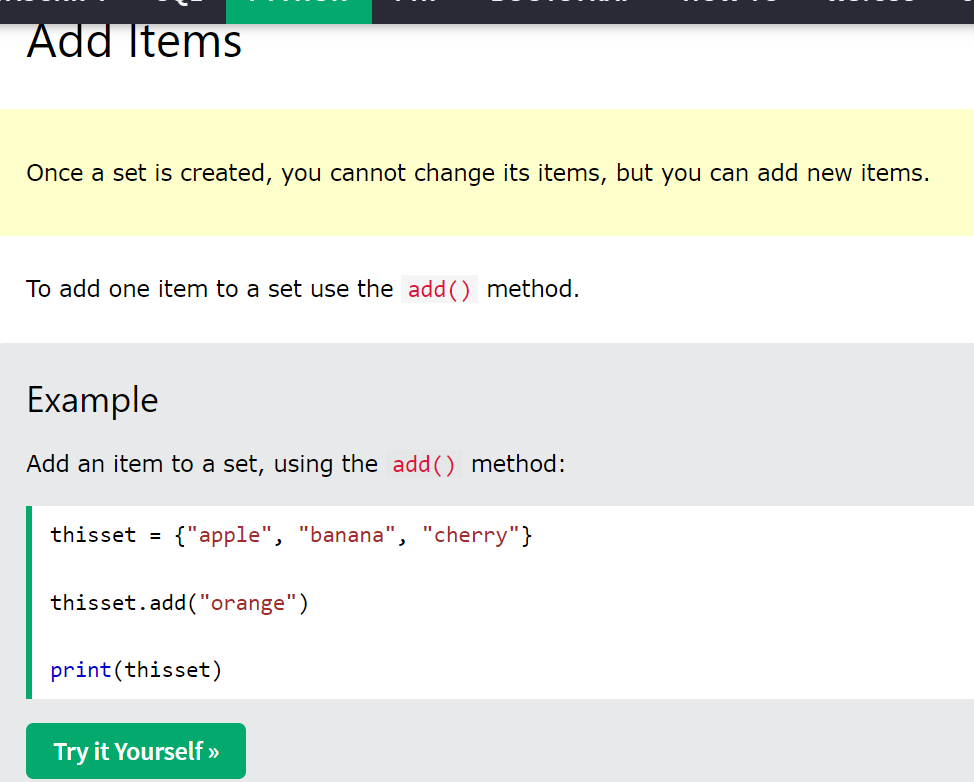 Add Items
Once a set is created, you cannot change its items, but you can add new items.
To add one item to a set use the add() method.
Example
Add an item to a set, using the add() method:
thisset = {"apple", "banana", "cherry"}
thisset.add("orange")
print(thisset)
Try it Yourself »